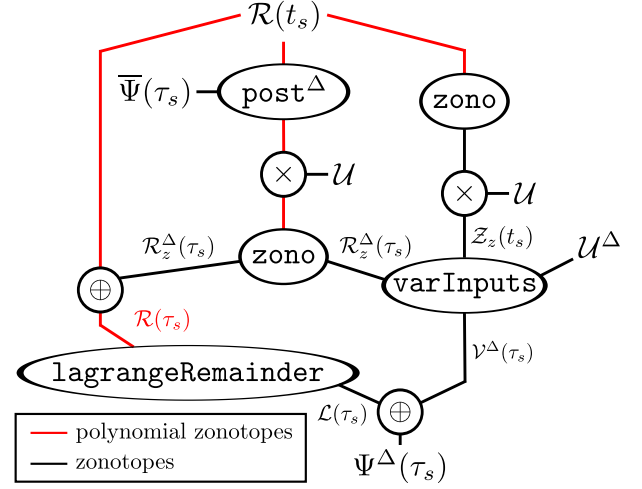 𝓡(t_s)
Ψ̅(τ_s)
post^Δ
zono
×
𝓤
×
𝓤
𝓡_z^Δ(τ_s)
zono
𝓡_z^Δ(τ_s)
𝓩_z(t_s)
𝓤^Δ
varInputs
⊕
𝓡(τ_s)
𝓥^Δ(τ_s)
lagrangeRemainder
𝓛(τ_s)
⊕
polynomial zonotopes
zonotopes
Ψ^Δ(τ_s)